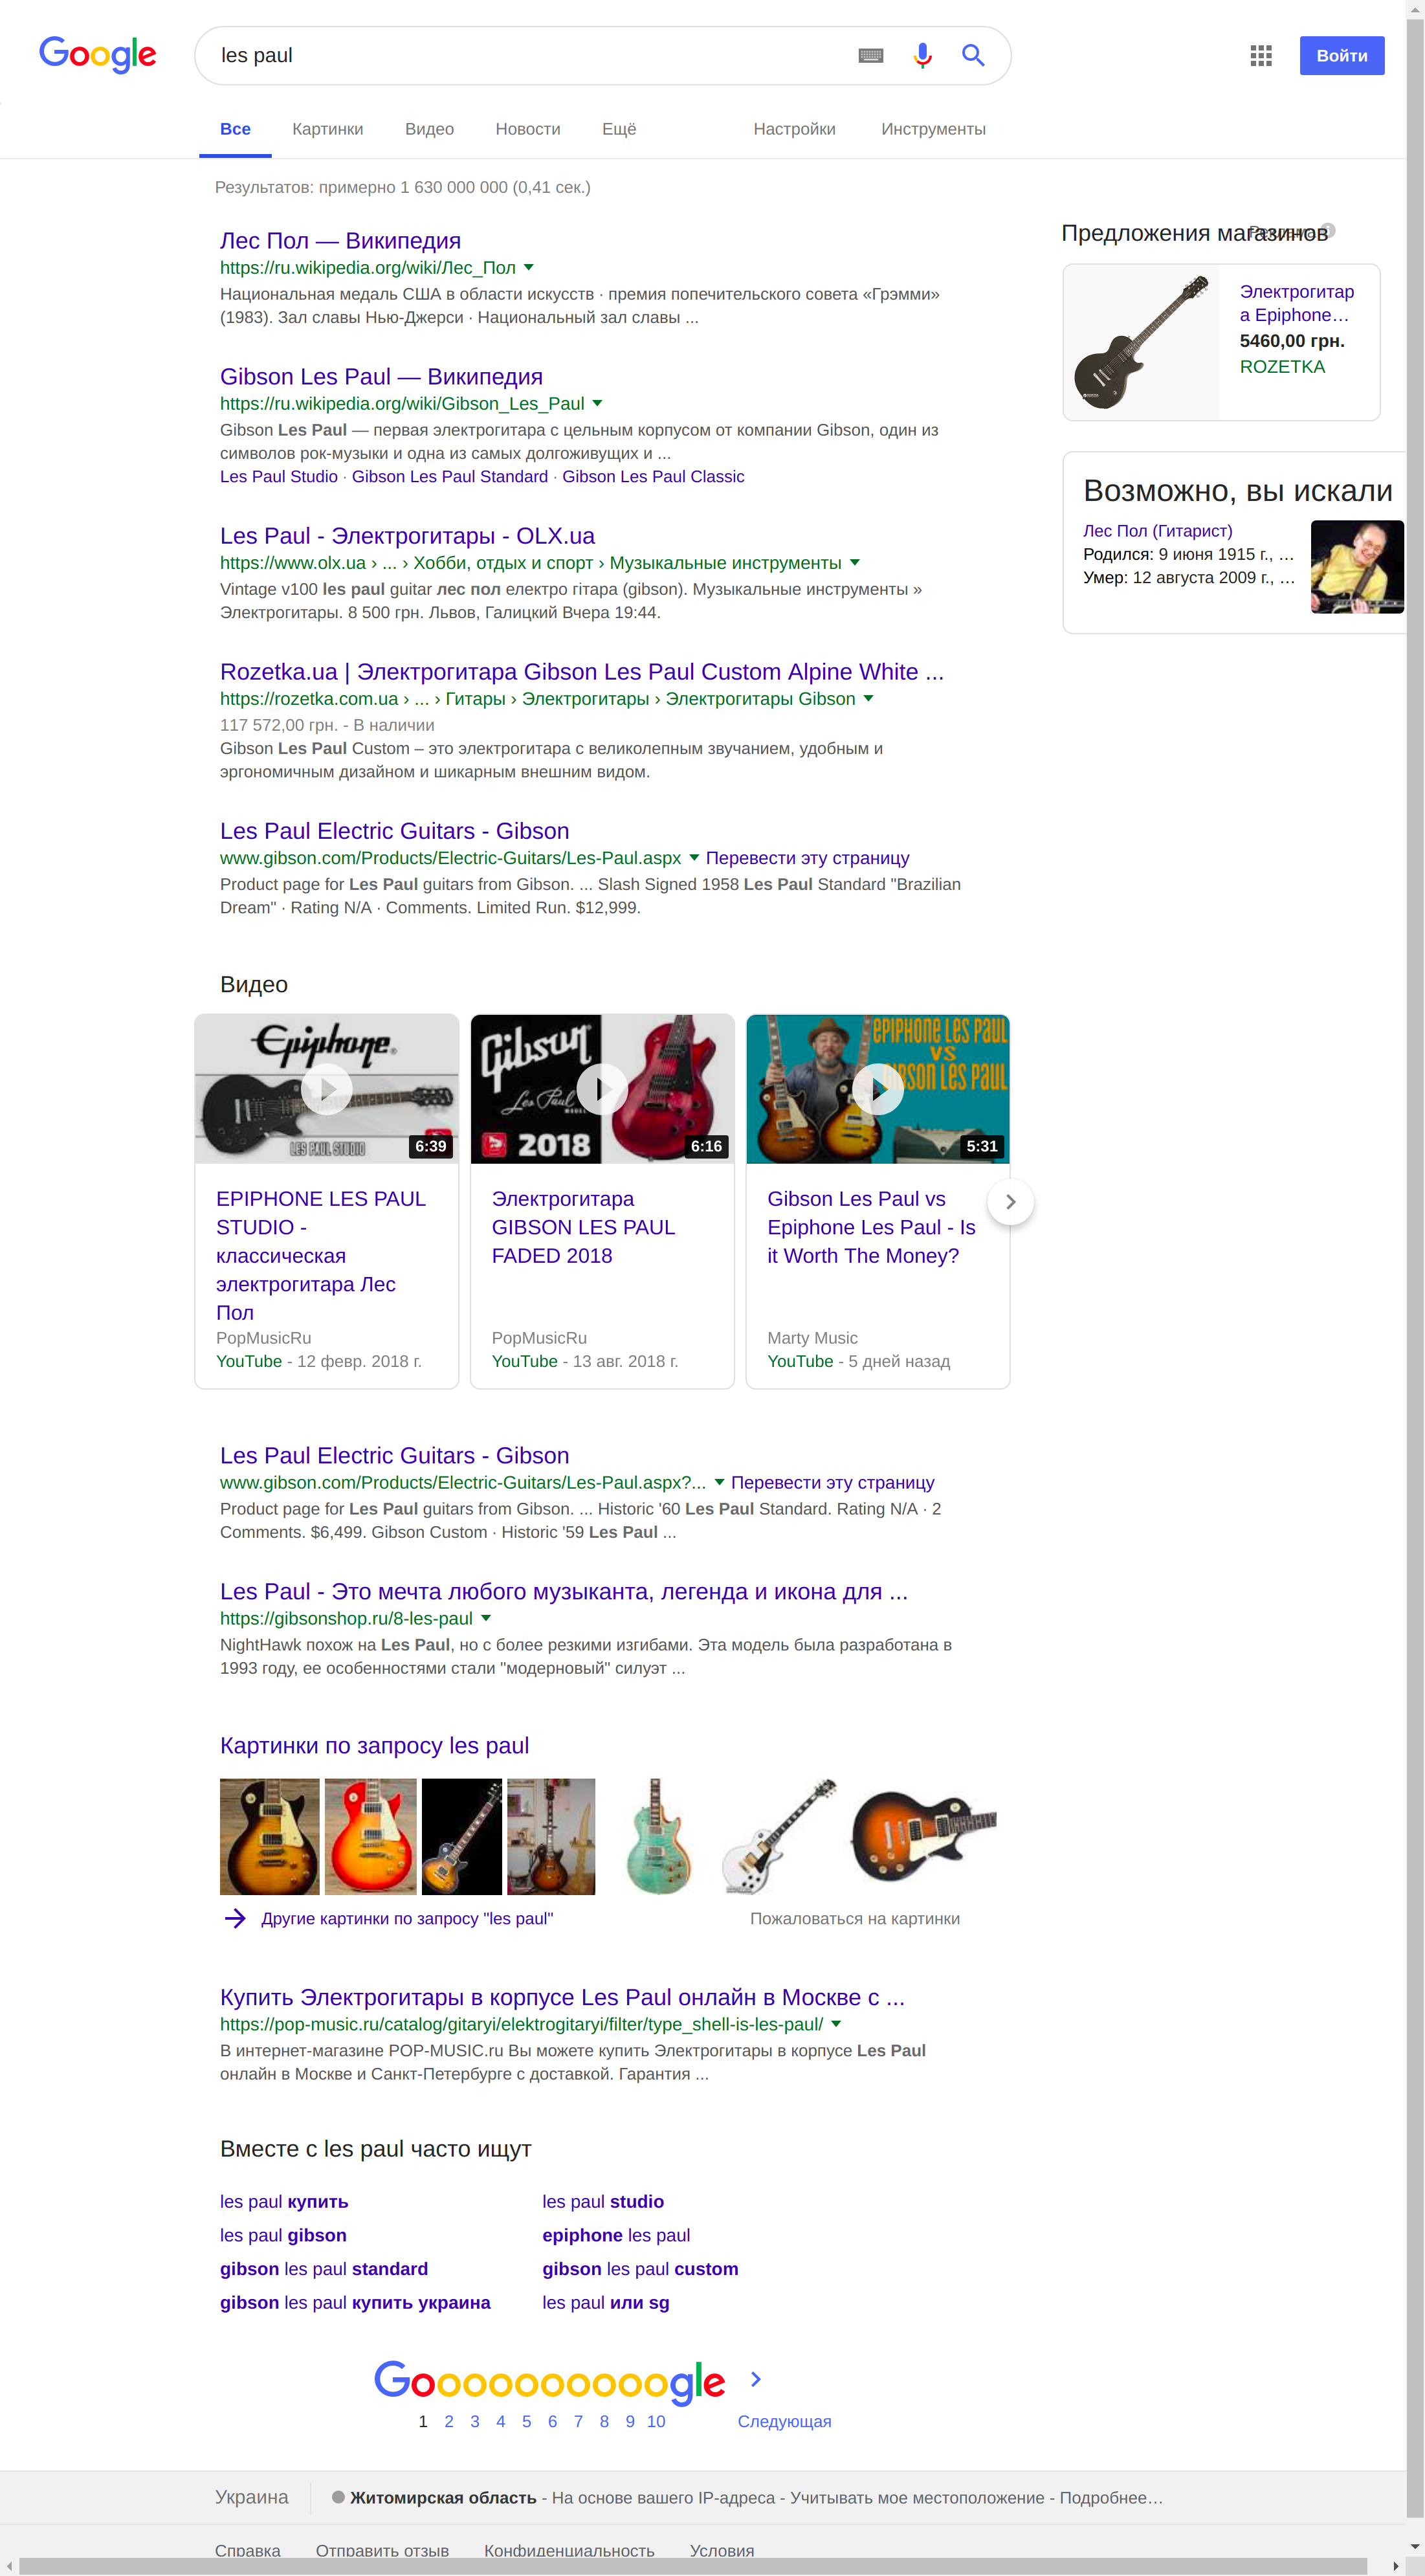 Google
les paul
Войти
Все Картинки Видео Новости Ещё Настройки Инструменты
Результатов: примерно 1 630 000 000 (0,41 сек.)
Лес Пол — Википедия
https://ru.wikipedia.org/wiki/Лес_Пол
Национальная медаль США в области искусств · премия попечительского совета «Грэмми»
(1983). Зал славы Нью-Джерси · Национальный зал славы ...
Gibson Les Paul — Википедия
https://ru.wikipedia.org/wiki/Gibson_Les_Paul
Gibson Les Paul — первая электрогитара с цельным корпусом от компании Gibson, один из
символов рок-музыки и одна из самых долгоживущих и ...
Les Paul Studio · Gibson Les Paul Standard · Gibson Les Paul Classic
Les Paul - Электрогитары - OLX.ua
https://www.olx.ua › ... › Хобби, отдых и спорт › Музыкальные инструменты
Vintage v100 les paul guitar лес пол електро гітара (gibson). Музыкальные инструменты »
Электрогитары. 8 500 грн. Львов, Галицкий Вчера 19:44.
Rozetka.ua | Электрогитара Gibson Les Paul Custom Alpine White ...
https://rozetka.com.ua › ... › Гитары › Электрогитары › Электрогитары Gibson
117 572,00 грн. - В наличии
Gibson Les Paul Custom – это электрогитара с великолепным звучанием, удобным и
эргономичным дизайном и шикарным внешним видом.
Les Paul Electric Guitars - Gibson
www.gibson.com/Products/Electric-Guitars/Les-Paul.aspx Перевести эту страницу
Product page for Les Paul guitars from Gibson. ... Slash Signed 1958 Les Paul Standard "Brazilian
Dream" · Rating N/A · Comments. Limited Run. $12,999.
Предложения магазинов
Реклама
Электрогитар
а Epiphone…
5460,00 грн.
ROZETKA
Возможно, вы искали
Лес Пол (Гитарист)
Родился: 9 июня 1915 г., …
Умер: 12 августа 2009 г., …
Видео
Epiphone
LES PAUL STUDIO
6:39
EPIPHONE LES PAUL
STUDIO -
классическая
электрогитара Лес
Пол
PopMusicRu
YouTube - 12 февр. 2018 г.
Gibson
Les Paul
MODEL
2018
6:16
Электрогитара
GIBSON LES PAUL
FADED 2018
PopMusicRu
YouTube - 13 авг. 2018 г.
EPIPHONE LES PAUL
VS
GIBSON LES PAUL
5:31
Gibson Les Paul vs
Epiphone Les Paul - Is
it Worth The Money?
Marty Music
YouTube - 5 дней назад
Les Paul Electric Guitars - Gibson
www.gibson.com/Products/Electric-Guitars/Les-Paul.aspx?... Перевести эту страницу
Product page for Les Paul guitars from Gibson. ... Historic '60 Les Paul Standard. Rating N/A · 2
Comments. $6,499. Gibson Custom · Historic '59 Les Paul ...
Les Paul - Это мечта любого музыканта, легенда и икона для ...
https://gibsonshop.ru/8-les-paul
NightHawk похож на Les Paul, но с более резкими изгибами. Эта модель была разработана в
1993 году, ее особенностями стали "модерновый" силуэт ...
Картинки по запросу les paul
Другие картинки по запросу "les paul" Пожаловаться на картинки
Купить Электрогитары в корпусе Les Paul онлайн в Москве с ...
https://pop-music.ru/catalog/gitaryi/elektrogitaryi/filter/type_shell-is-les-paul/
В интернет-магазине POP-MUSIC.ru Вы можете купить Электрогитары в корпусе Les Paul
онлайн в Москве и Санкт-Петербурге с доставкой. Гарантия ...
Вместе с les paul часто ищут
les paul купить les paul studio
les paul gibson epiphone les paul
gibson les paul standard gibson les paul custom
gibson les paul купить украина les paul или sg
Goooooooooogle
1 2 3 4 5 6 7 8 9 10 Следующая
Украина Житомирская область - На основе вашего IP-адреса - Учитывать мое местоположение - Подробнее…
Справка Отправить отзыв Конфиденциальность Условия